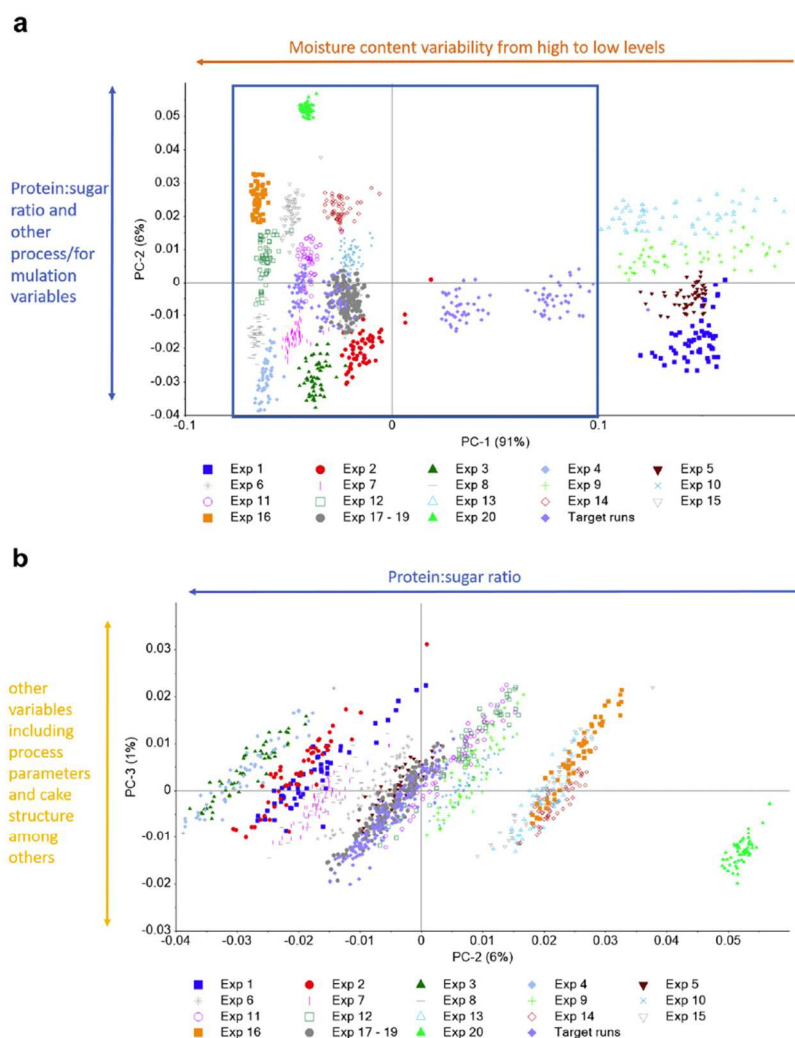 a
Moisture content variability from high to low levels
Protein:sugar
ratio and
other
process/for
mulation
variables
PC-2 (6%)
0.05
0.04
0.03
0.02
0.01
0
-0.01
-0.02
-0.03
-0.04
-0.1
0
0.1
PC-1 (91%)
Exp 1
Exp 2
Exp 3
Exp 4
Exp 5
Exp 6
Exp 7
Exp 8
Exp 9
Exp 10
Exp 11
Exp 12
Exp 13
Exp 14
Exp 15
Exp 16
Exp 17 - 19
Exp 20
Target runs
b
Protein:sugar ratio
other
variables
including
process
parameters
and cake
structure
among
others
PC-3 (1%)
0.03
0.02
0.01
0
-0.01
-0.02
-0.03
-0.04
-0.03
-0.02
-0.01
0
0.01
0.02
0.03
0.04
0.05
PC-2 (6%)
Exp 1
Exp 2
Exp 3
Exp 4
Exp 5
Exp 6
Exp 7
Exp 8
Exp 9
Exp 10
Exp 11
Exp 12
Exp 13
Exp 14
Exp 15
Exp 16
Exp 17 - 19
Exp 20
Target runs